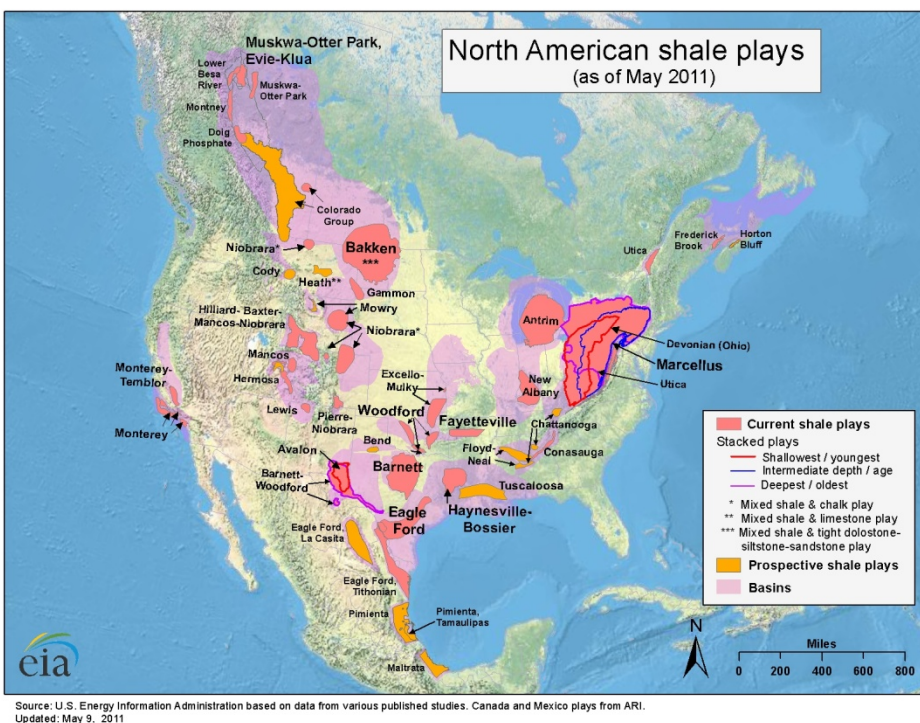 North American shale plays
(as of May 2011)
Muskwa-Otter Park,
Evie-Klua
Lower
Besa
River
Muskwa-
Otter Park
Montney
Doig
Phosphate
Colorado
Group
Niobrara*
Bakken
***
Cody
Heath**
Gammon
Mowry
Hilliard- Baxter-
Mancos-Niobrara
Niobrara*
Mancos
Hermosa
Excello-
Mulky
Monterey-
Temblor
Monterey
Lewis
Pierre-
Niobrara
Woodford
Fayetteville
Bend
Avalon
Barnett
Barnett-
Woodford
Eagle
Ford
Haynesville-
Bossier
Tuscaloosa
Floyd-
Neal
Conasauga
Chattanooga
New
Albany
Antrim
Devonian (Ohio)
Marcellus
Utica
Utica
Frederick
Brook
Horton
Bluff
Eagle Ford,
La Casita
Eagle Ford,
Tithonian
Pimienta
Pimienta,
Tamaulipas
Maltrata
Current shale plays
Stacked plays
Shallowest / youngest
Intermediate depth / age
Deepest / oldest
* Mixed shale & chalk play
** Mixed shale & limestone play
*** Mixed shale & tight dolostone-
siltstone-sandstone play
Prospective shale plays
Basins
N
Miles
0 200 400 600 800
eia
Source: U.S. Energy Information Administration based on data from various published studies. Canada and Mexico plays from ARI.
Updated: May 9, 2011